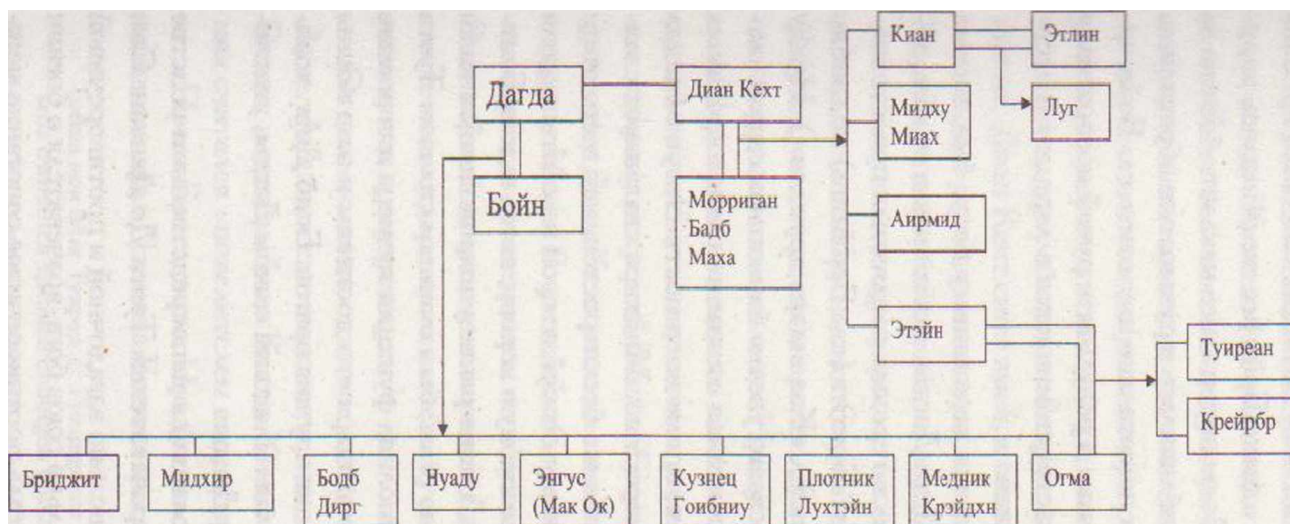 Киан
Этлин
Дагда
Диан Кехт
Мидху
Миах
Луг
Бойн
Морриган
Бадб
Маха
Аирмид
Этэйн
Туиреан
Крейрбр
Бриджит
Мидхир
Бодб
Дирг
Нуаду
Энгус
(Мак Ок)
Кузнец
Гоибниу
Плотник
Лухтэйн
Медник
Крэйдхн
Огма